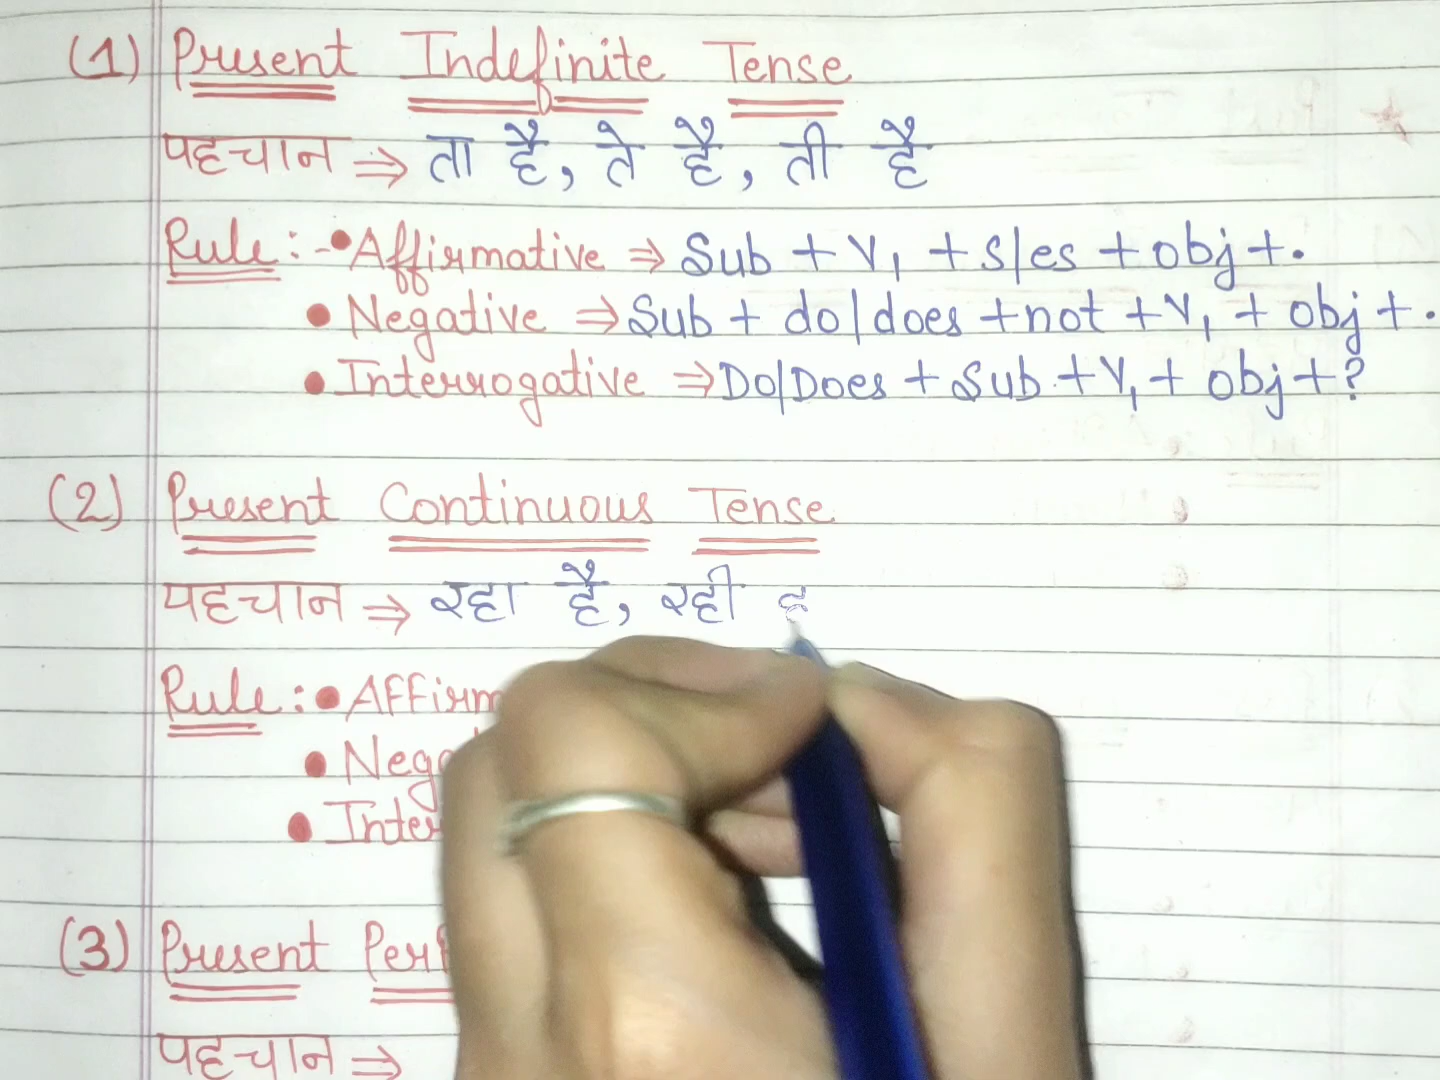 (1) Present Indefinite Tense
पहचान ⇒ ता है, ते है, ती है
Rule :- • Affirmative ⇒ Sub + V₁ + s/es + obj + .
• Negative ⇒ Sub + do/does + not + V₁ + obj + .
• Interrogative ⇒ Do/Does + Sub + V₁ + obj + ?
(2) Present Continuous Tense
पहचान ⇒ रहा है, रही
Rule : •
•
•
(3) Present
पहचान ⇒